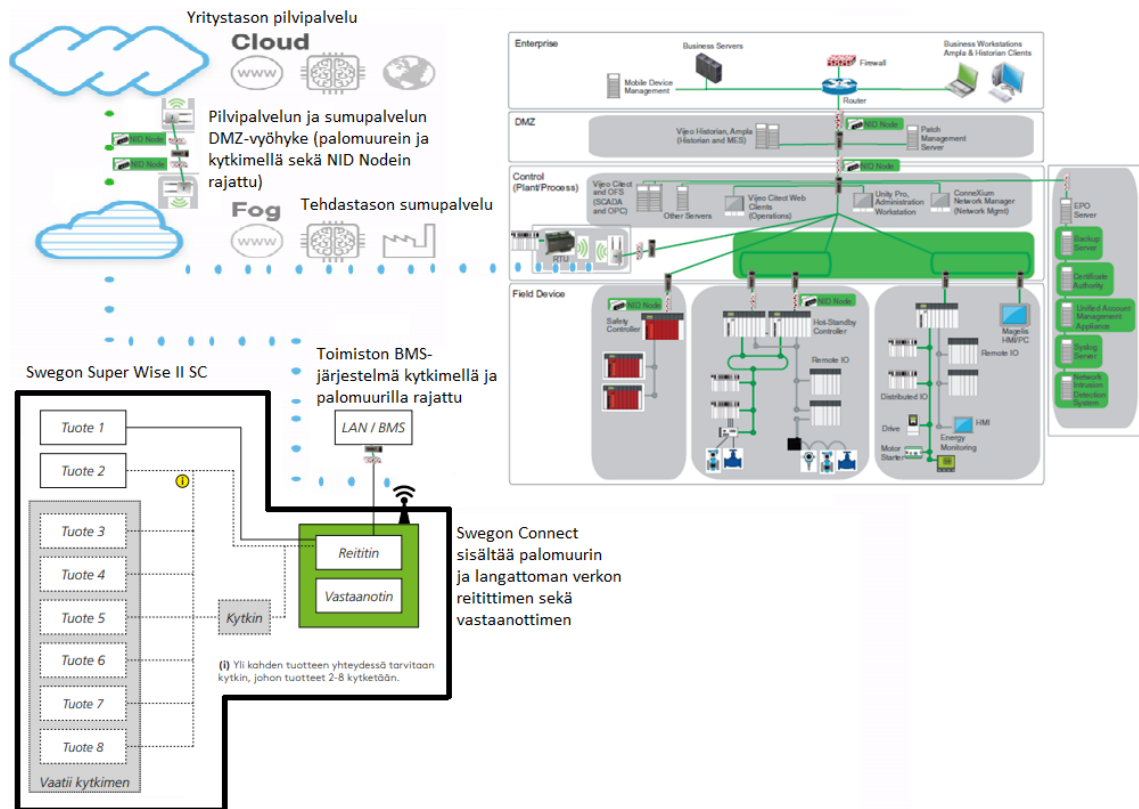 Yritystason pilvipalvelu
Cloud
WWW
Pilvipalvelun ja sumupalvelun
DMZ-vyöhyke (palomuurein ja
kytkimellä sekä NID Nodein
rajattu)
NID Node
NID Node
Fog
Tehdastason sumupalvelu
WWW
Enterprise
Business Servers
Firewall
Business Workstations
Ampla & Historian Clients
Mobile Device
Management
Router
DMZ
NID Node
Vijeo Historian, Ampla
(Historian and MES)
Patch
Management
Server
NID Node
Control
(Plant/Process)
Vijeo Citect
and OFS
(SCADA
and OPC)
Other Servers
Vijeo Citect Web
Clients
(Operations)
Unity Pro,
Administration
Workstation
ConneXium
Network Manager
(Network Mgmt)
EPO
Server
Backup
Server
Certificate
Authority
Unified Account
Management
Appliance
Syslog
Server
Network Intrusion
Detection System
RTU
Field Device
NID Node
Safety
Controller
NID Node
Hot-Standby
Controller
Remote IO
Magelis
HMI/PC
Remote IO
Distributed IO
Drive
HMI
Energy
Monitoring
Motor
Starter
Toimiston BMS-
järjestelmä kytkimellä ja
palomuurilla rajattu
Swegon Super Wise II SC
LAN / BMS
Tuote 1
Tuote 2
i
Tuote 3
Tuote 4
Tuote 5
Tuote 6
Tuote 7
Tuote 8
Vaatii kytkimen
Kytkin
Reititin
Vastaanotin
Swegon Connect
sisältää palomuurin
ja langattoman verkon
reitittimen sekä
vastaanottimen
(i) Yli kahden tuotteen yhteydessä tarvitaan
kytkin, johon tuotteet 2-8 kytketään.